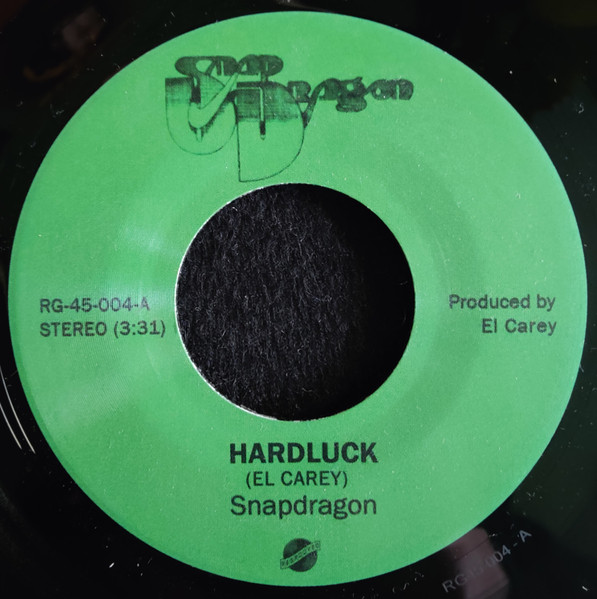 Snap
Dragon
RG-45-004-A
STEREO (3:31)
Produced by
El Carey
HARDLUCK
(EL CAREY)
Snapdragon